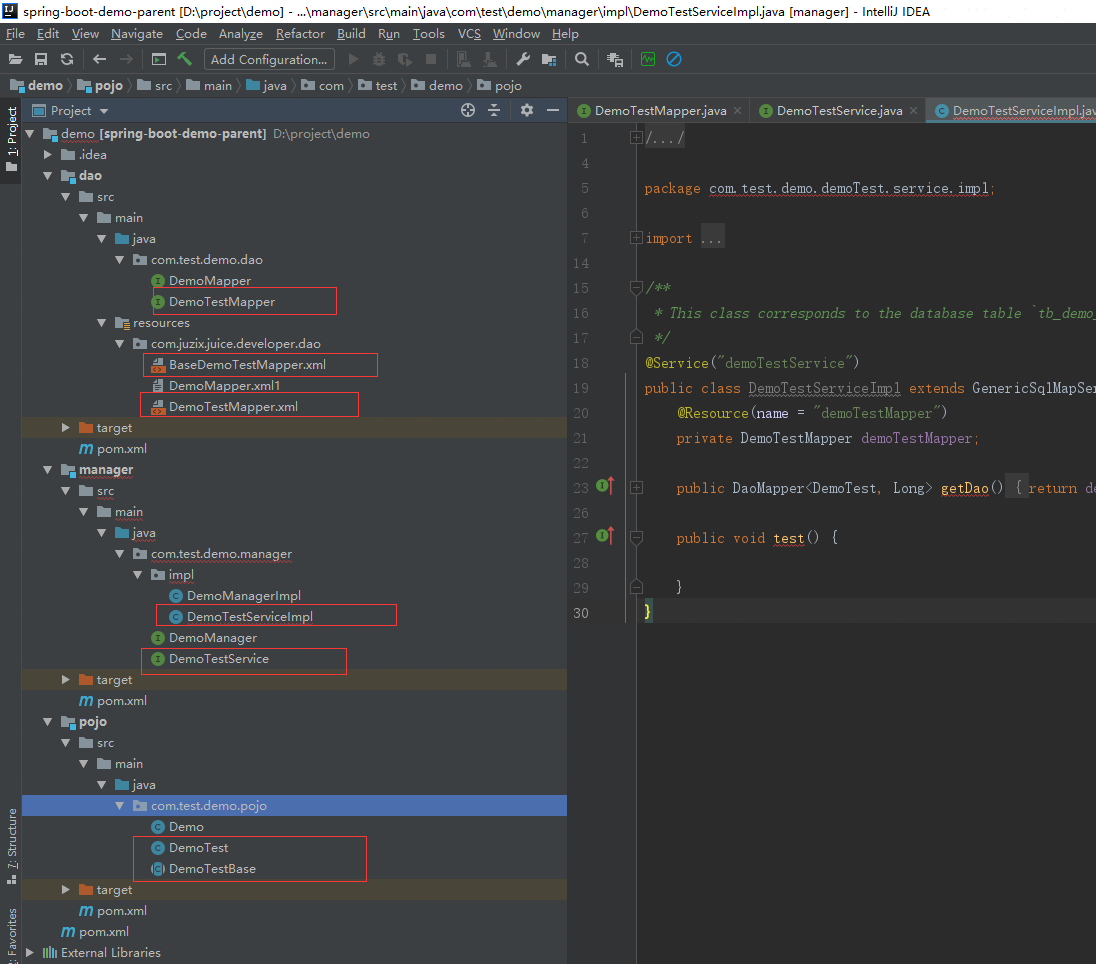 spring-boot-demo-parent [D:\project\demo] - ...\manager\src\main\java\com\test\demo\manager\impl\DemoTestServiceImpl.java [manager] - IntelliJ IDEA
File Edit View Navigate Code Analyze Refactor Build Run Tools VCS Window Help
Add Configuration...
demo pojo src main java com test demo pojo
1: Project
7: Structure
Favorites
Project
demo [spring-boot-demo-parent] D:\project\demo
.idea
dao
src
main
java
com.test.demo.dao
DemoMapper
DemoTestMapper
resources
com.juzix.juice.developer.dao
BaseDemoTestMapper.xml
DemoMapper.xml1
DemoTestMapper.xml
target
pom.xml
manager
src
main
java
com.test.demo.manager
impl
DemoManagerImpl
DemoTestServiceImpl
DemoManager
DemoTestService
target
pom.xml
pojo
src
main
java
com.test.demo.pojo
Demo
DemoTest
DemoTestBase
target
pom.xml
pom.xml
External Libraries
DemoTestMapper.java DemoTestService.java DemoTestServiceImpl.jav
1 /.../
4
5 package com.test.demo.demoTest.service.impl;
6
7 import ...
14
15 /**
16 * This class corresponds to the database table `tb_demo_
17 */
18 @Service("demoTestService")
19 public class DemoTestServiceImpl extends GenericSqlMapSer
20 @Resource(name = "demoTestMapper")
21 private DemoTestMapper demoTestMapper;
22
23 public DaoMapper<DemoTest, Long> getDao() { return de
26
27 public void test() {
28
29 }
30 }